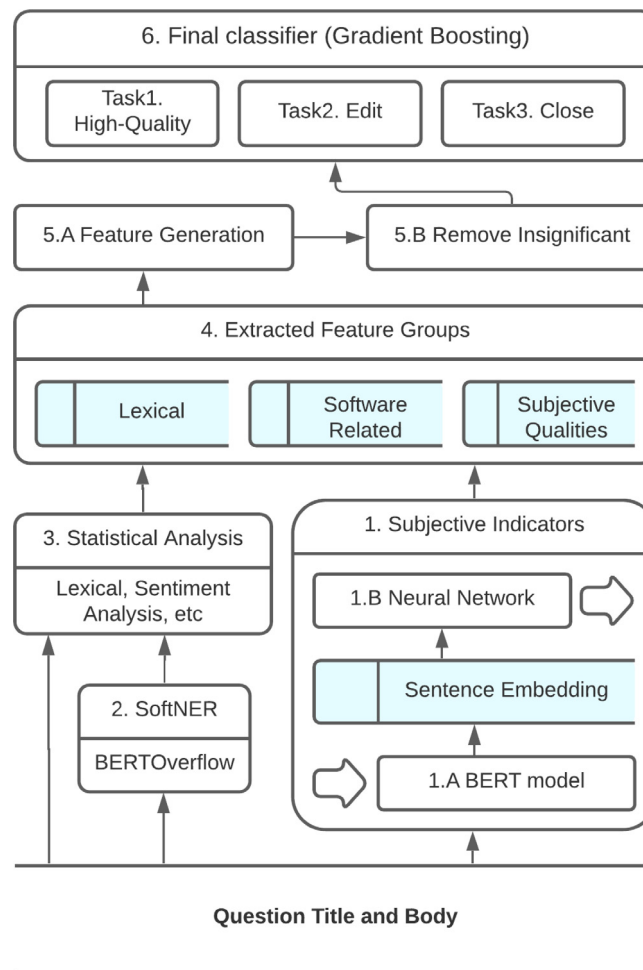 6. Final classifier (Gradient Boosting)
Task1.
High-Quality
Task2. Edit
Task3. Close
5.A Feature Generation
5.B Remove Insignificant
4. Extracted Feature Groups
Lexical
Software
Related
Subjective
Qualities
3. Statistical Analysis
Lexical, Sentiment
Analysis, etc
1. Subjective Indicators
1.B Neural Network
Sentence Embedding
2. SoftNER
BERTOverflow
1.A BERT model
Question Title and Body